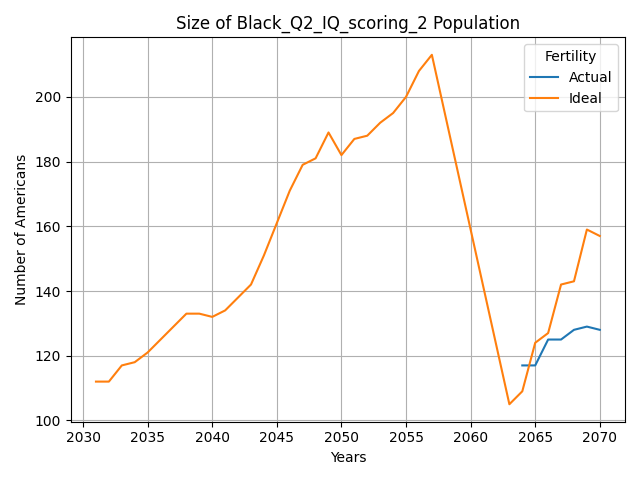 Size of Black_Q2_IQ_scoring_2 Population
Fertility
Actual
Ideal
Number of Americans
200
180
160
140
120
100
2030 2035 2040 2045 2050 2055 2060 2065 2070
Years